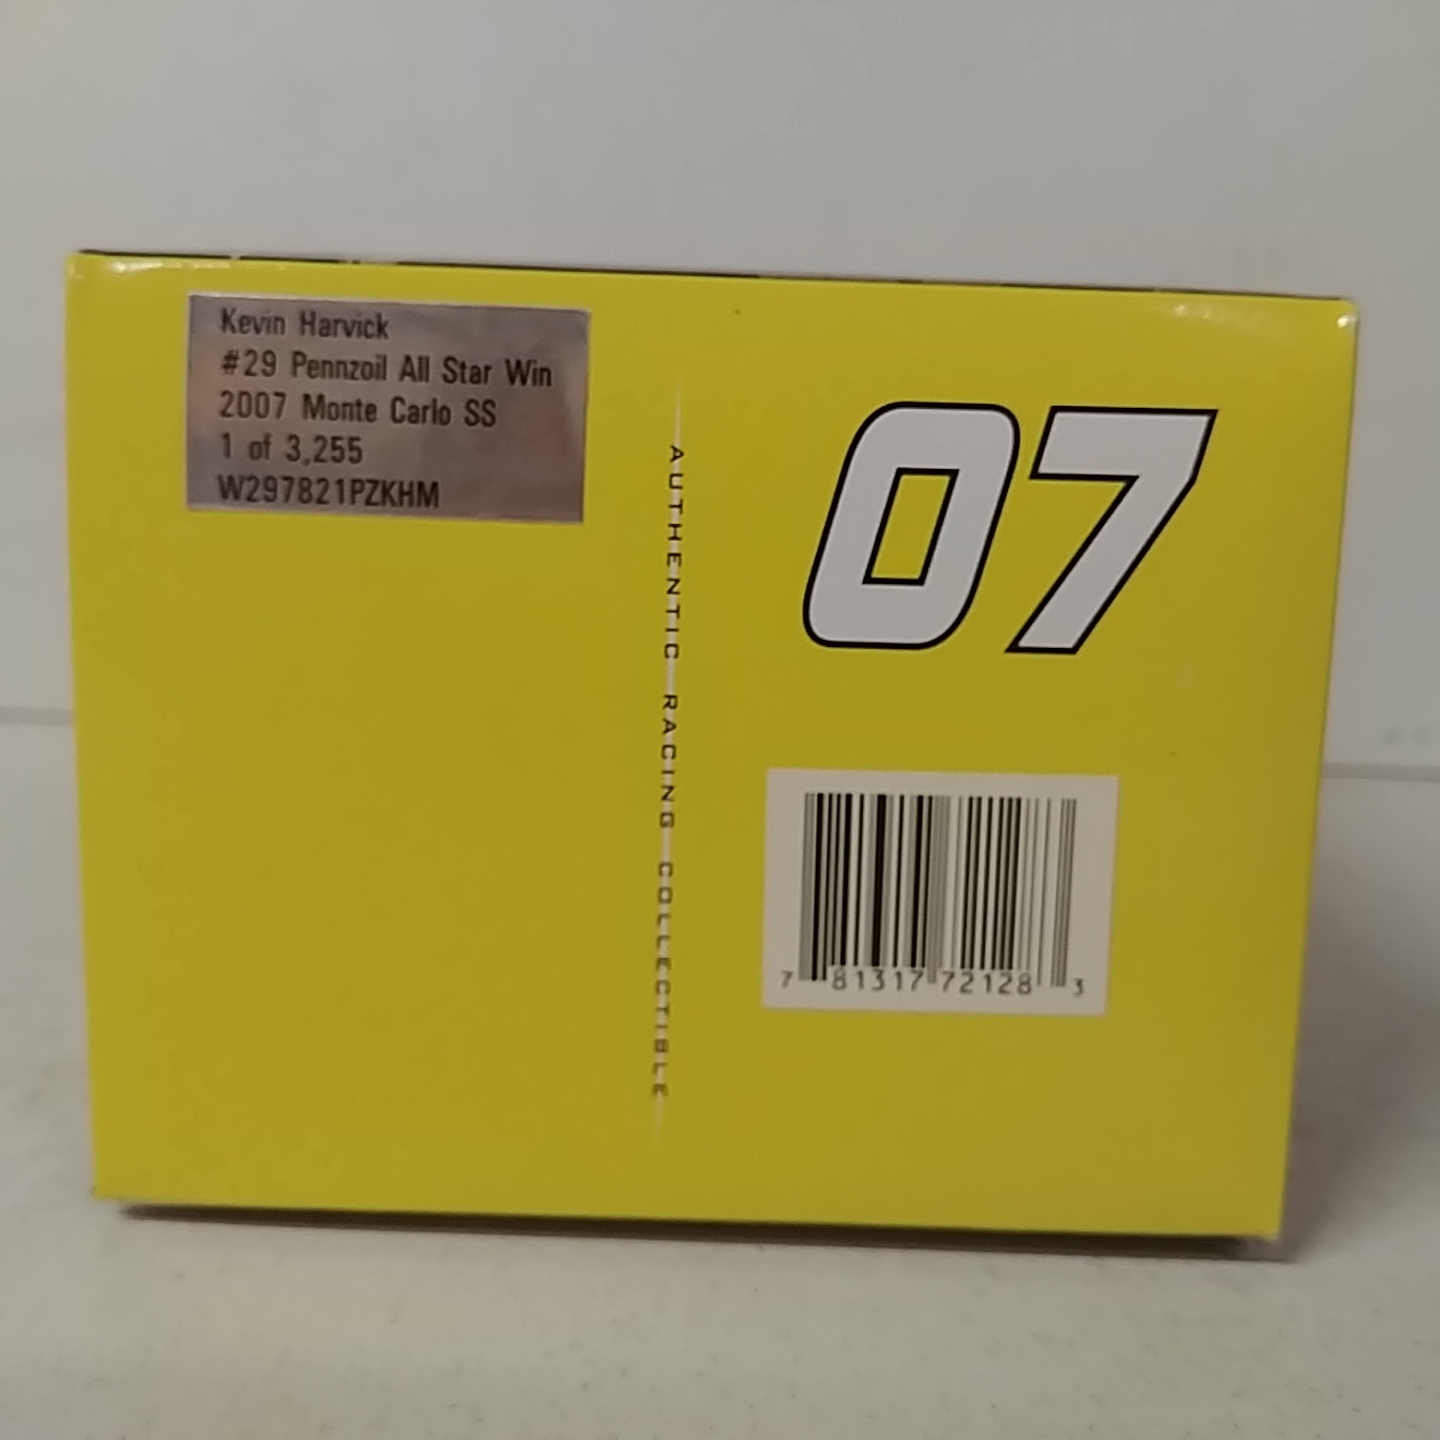 Kevin Harvick
#29 Pennzoil All Star Win
2007 Monte Carlo SS
1 of 3,255
W297821PZKHM
AUTHENTIC RACING COLLECTIBLE
07
7 81317 72128 3